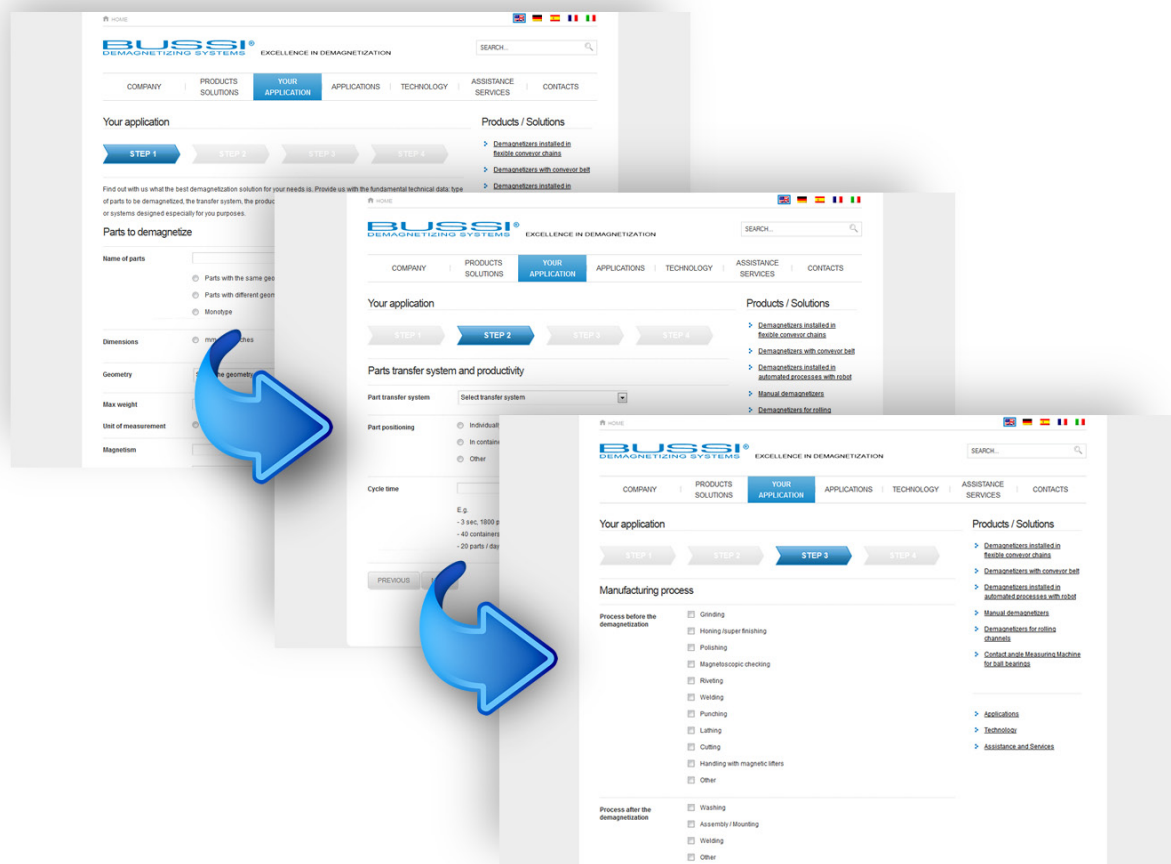 HOME
BUSSI®
DEMAGNETIZING SYSTEMS EXCELLENCE IN DEMAGNETIZATION
SEARCH...
COMPANY
PRODUCTS
SOLUTIONS
YOUR
APPLICATION
APPLICATIONS
TECHNOLOGY
ASSISTANCE
SERVICES
CONTACTS
Your application
STEP 1 STEP 2 STEP 3 STEP 4
Find out with us what the best demagnetization solution for your needs is. Provide us with the fundamental technical data: type
of parts to be demagnetized, the transfer system, the
or systems designed especially for you purposes.
Parts to demagnetize
Name of parts
Parts with the same
Parts with different
Monotype
Dimensions
Geometry
Max weight
Unit of measurement
Magnetism
Products / Solutions
Demagnetizers installed in
flexible conveyor chains
Demagnetizers with conveyor belt
Demagnetizers installed in
HOME
BUSSI®
DEMAGNETIZING SYSTEMS EXCELLENCE IN DEMAGNETIZATION
SEARCH...
COMPANY
PRODUCTS
SOLUTIONS
YOUR
APPLICATION
APPLICATIONS
TECHNOLOGY
ASSISTANCE
SERVICES
CONTACTS
Your application
STEP 1 STEP 2 STEP 3 STEP 4
Parts transfer system and productivity
Part transfer system Select transfer system
Part positioning
Individually
In
Other
Cycle time
E.g.
- 3 sec, 1800
- 40 containers
- 20 parts / day
PREVIOUS
Products / Solutions
Demagnetizers installed in
flexible conveyor chains
Demagnetizers with conveyor belt
Demagnetizers installed in
automated processes with robot
Manual demagnetizers
Demagnetizers for rolling
HOME
BUSSI®
DEMAGNETIZING SYSTEMS EXCELLENCE IN DEMAGNETIZATION
SEARCH...
COMPANY
PRODUCTS
SOLUTIONS
YOUR
APPLICATION
APPLICATIONS
TECHNOLOGY
ASSISTANCE
SERVICES
CONTACTS
Your application
STEP 1 STEP 2 STEP 3 STEP 4
Manufacturing process
Process before the
demagnetization
Grinding
Honing /super finishing
Polishing
Magnetoscopic checking
Riveting
Welding
Punching
Lathing
Cutting
Handling with magnetic lifters
Other
Process after the
demagnetization
Washing
Assembly / Mounting
Welding
Other
Products / Solutions
Demagnetizers installed in
flexible conveyor chains
Demagnetizers with conveyor belt
Demagnetizers installed in
automated processes with robot
Manual demagnetizers
Demagnetizers for rolling
channels
Contact angle Measuring Machine
for ball bearings
Applications
Technology
Assistance and Services